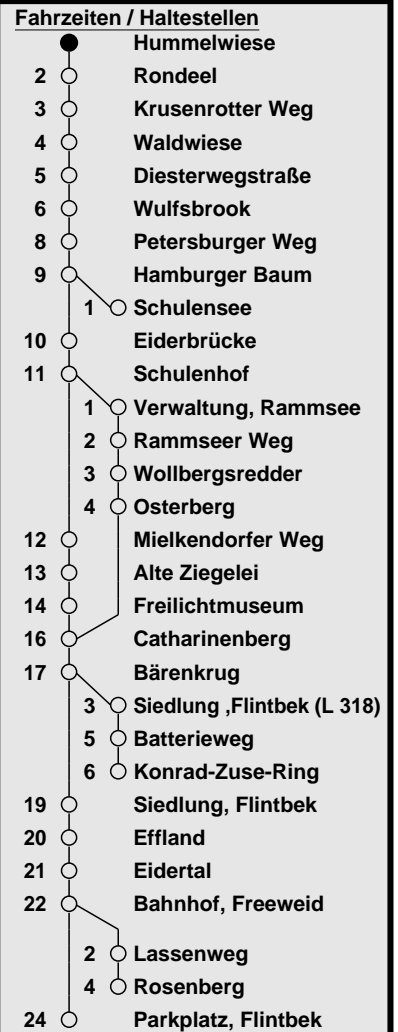 Fahrzeiten / Haltestellen
Hummelwiese
2 Rondeel
3 Krusenrotter Weg
4 Waldwiese
5 Diesterwegstraße
6 Wulfsbrook
8 Petersburger Weg
9 Hamburger Baum
1 Schulensee
10 Eiderbrücke
11 Schulenhof
1 Verwaltung, Rammsee
2 Rammseer Weg
3 Wollbergsredder
4 Osterberg
12 Mielkendorfer Weg
13 Alte Ziegelei
14 Freilichtmuseum
16 Catharinenberg
17 Bärenkrug
3 Siedlung ,Flintbek (L 318)
5 Batterieweg
6 Konrad-Zuse-Ring
19 Siedlung, Flintbek
20 Effland
21 Eidertal
22 Bahnhof, Freeweid
2 Lassenweg
4 Rosenberg
24 Parkplatz, Flintbek